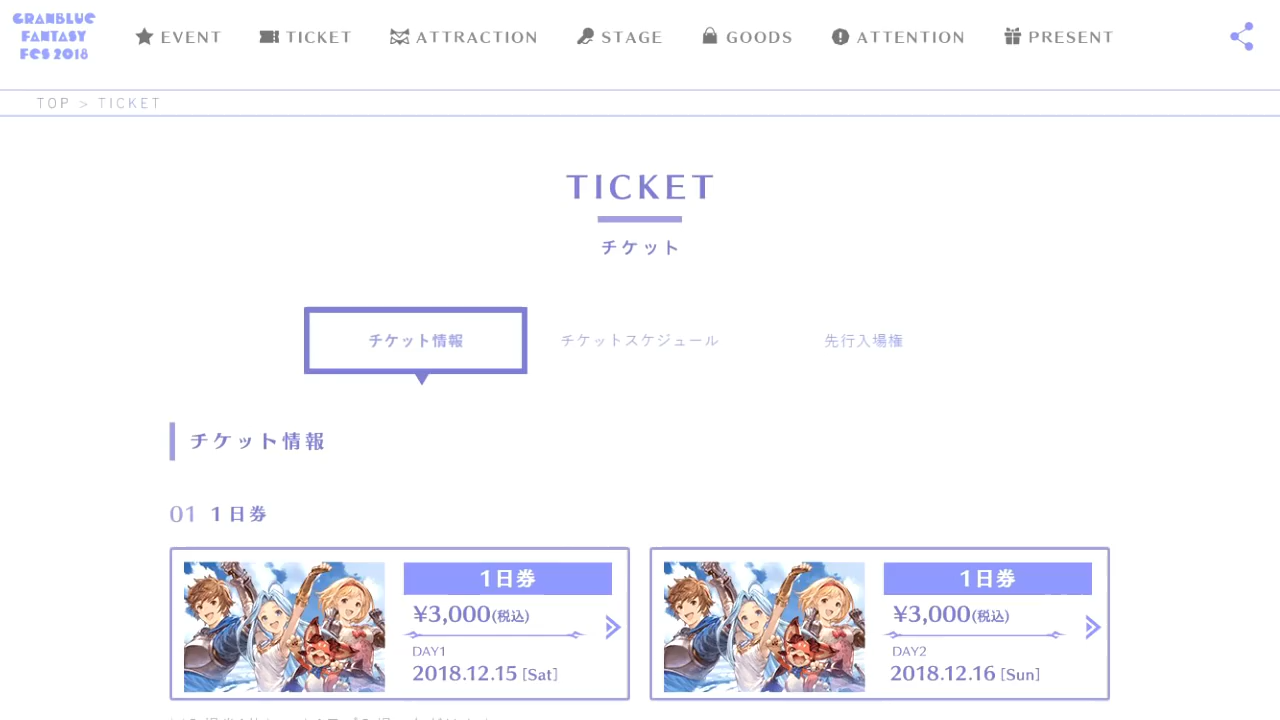 GRANBLUE
FANTASY
FES 2018
EVENT
TICKET
ATTRACTION
STAGE
GOODS
ATTENTION
PRESENT
TOP > TICKET
TICKET
チケット
チケット情報
チケットスケジュール
先行入場権
チケット情報
01 1日券
1日券
¥3,000(税込)
DAY1
2018.12.15 [Sat]
1日券
¥3,000(税込)
DAY2
2018.12.16 [Sun]